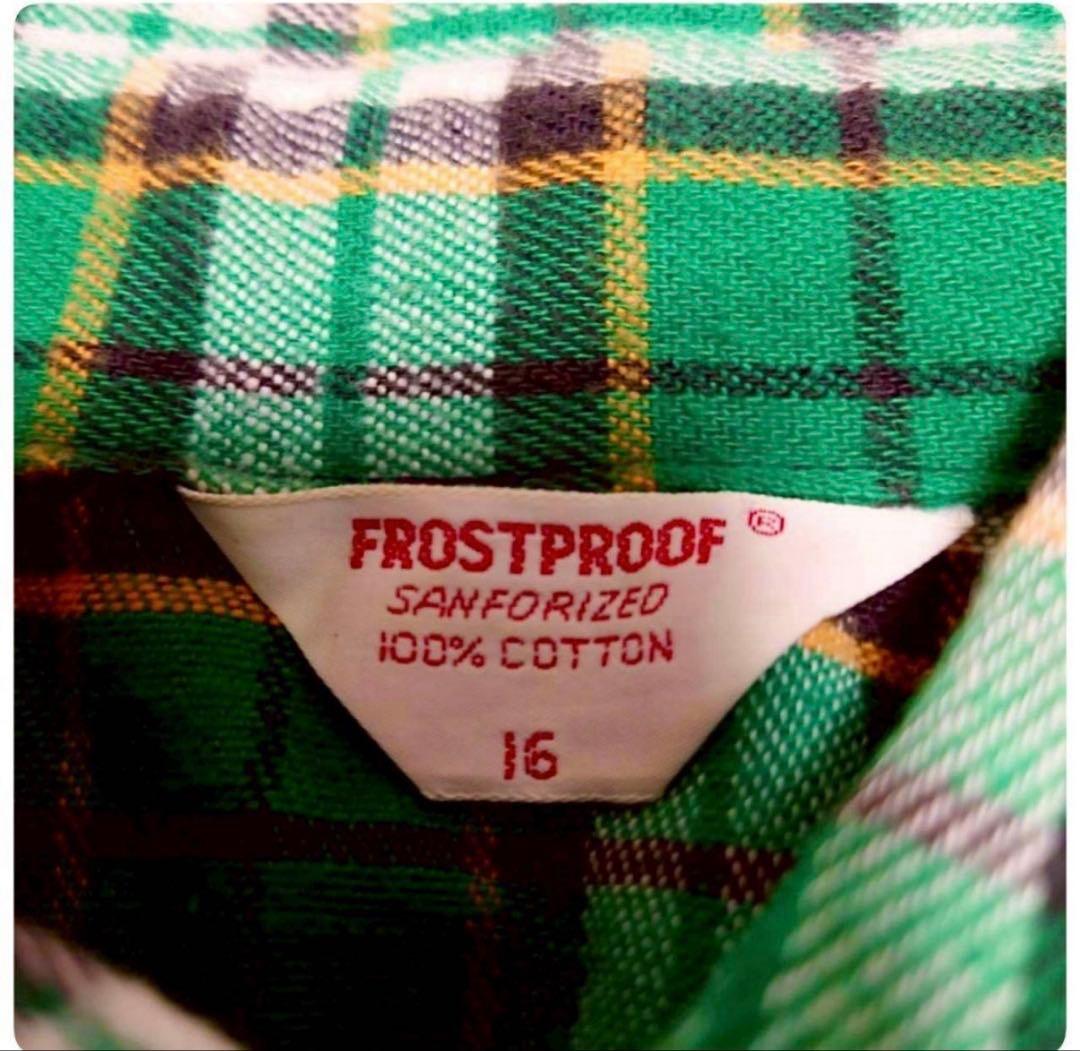 FROSTPROOF ®
SANFORIZED
100% COTTON
16